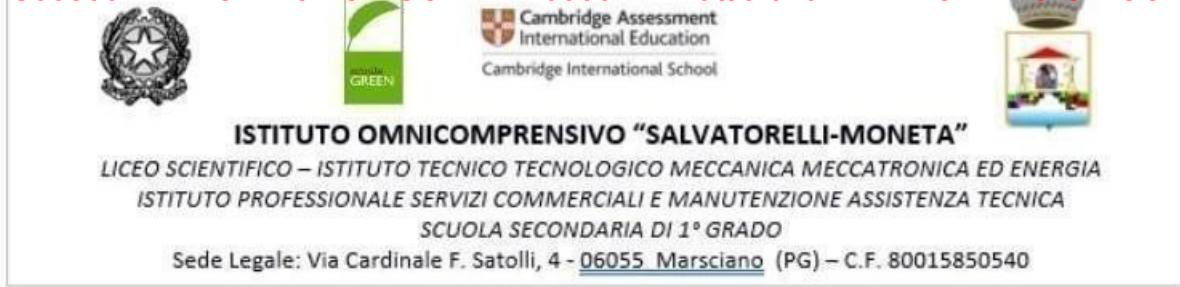 Cambridge Assessment
International Education
Cambridge International School
scuola
GREEN
ISTITUTO OMNICOMPRENSIVO “SALVATORELLI-MONETA”
LICEO SCIENTIFICO – ISTITUTO TECNICO TECNOLOGICO MECCANICA MECCATRONICA ED ENERGIA
ISTITUTO PROFESSIONALE SERVIZI COMMERCIALI E MANUTENZIONE ASSISTENZA TECNICA
SCUOLA SECONDARIA DI 1° GRADO
Sede Legale: Via Cardinale F. Satolli, 4 - 06055 Marsciano (PG) – C.F. 80015850540